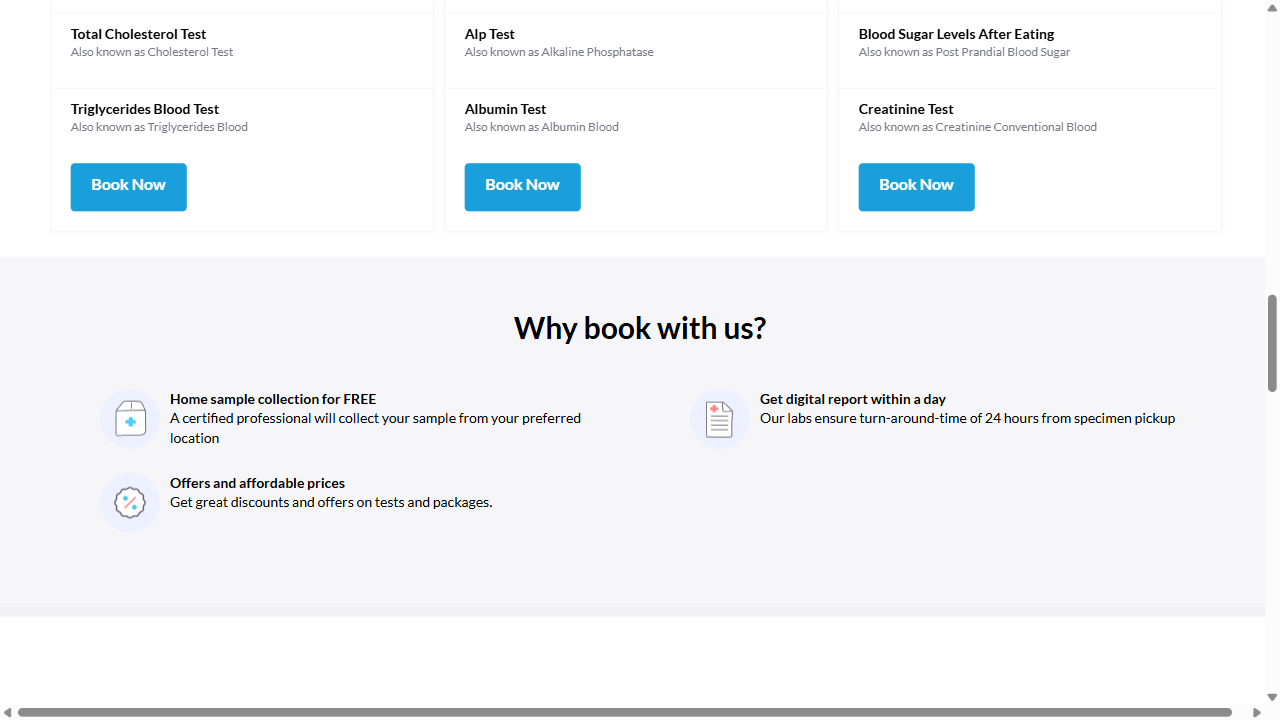 Total Cholesterol Test
Also known as Cholesterol Test
Triglycerides Blood Test
Also known as Triglycerides Blood
Book Now
Alp Test
Also known as Alkaline Phosphatase
Albumin Test
Also known as Albumin Blood
Book Now
Blood Sugar Levels After Eating
Also known as Post Prandial Blood Sugar
Creatinine Test
Also known as Creatinine Conventional Blood
Book Now
Why book with us?
Home sample collection for FREE
A certified professional will collect your sample from your preferred
location
Get digital report within a day
Our labs ensure turn-around-time of 24 hours from specimen pickup
Offers and affordable prices
Get great discounts and offers on tests and packages.